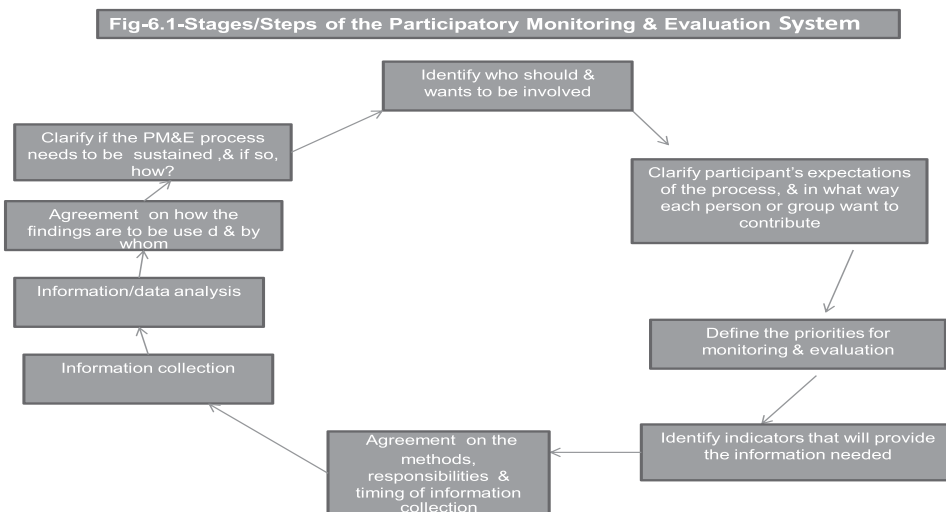 Fig-6.1-Stages/Steps of the Participatory Monitoring & Evaluation System
Identify who should &
wants to be involved
Clarify participant's expectations
of the process, & in what way
each person or group want to
contribute
Define the priorities for
monitoring & evaluation
Identify indicators that will provide
the information needed
Agreement on the
methods,
responsibilities &
timing of information
collection
Information collection
Information/data analysis
Agreement on how the
findings are to be use d & by
whom
Clarify if the PM&E process
needs to be sustained ,& if so,
how?